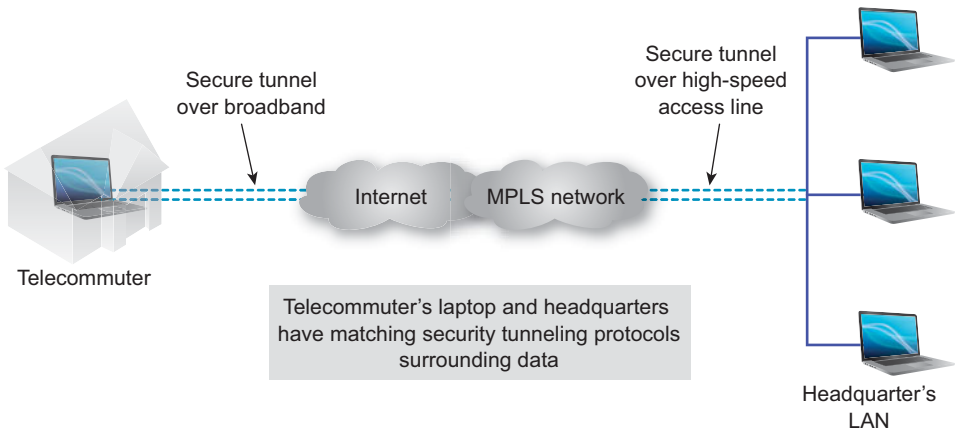 Secure tunnel
over broadband
Secure tunnel
over high-speed
access line
Internet
MPLS network
Telecommuter
Telecommuter’s laptop and headquarters
have matching security tunneling protocols
surrounding data
Headquarter’s
LAN